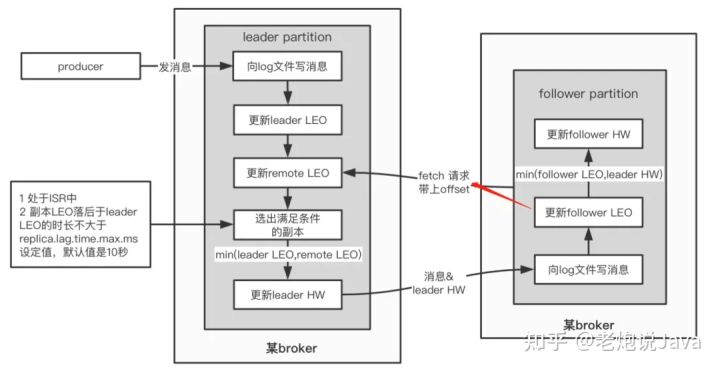 leader partition
producer
发消息
向log文件写消息
更新leader LEO
更新remote LEO
1 处于ISR中
2 副本LEO落后于leader
LEO的时长不大于
replica.lag.time.max.ms
设定值，默认值是10秒
选出满足条件
的副本
min(leader LEO,remote LEO)
更新leader HW
某broker
fetch 请求
带上offset
消息&
leader HW
follower partition
更新follower HW
min(follower LEO,leader HW)
更新follower LEO
向log文件写消息
某broker
知乎 @老炮说Java